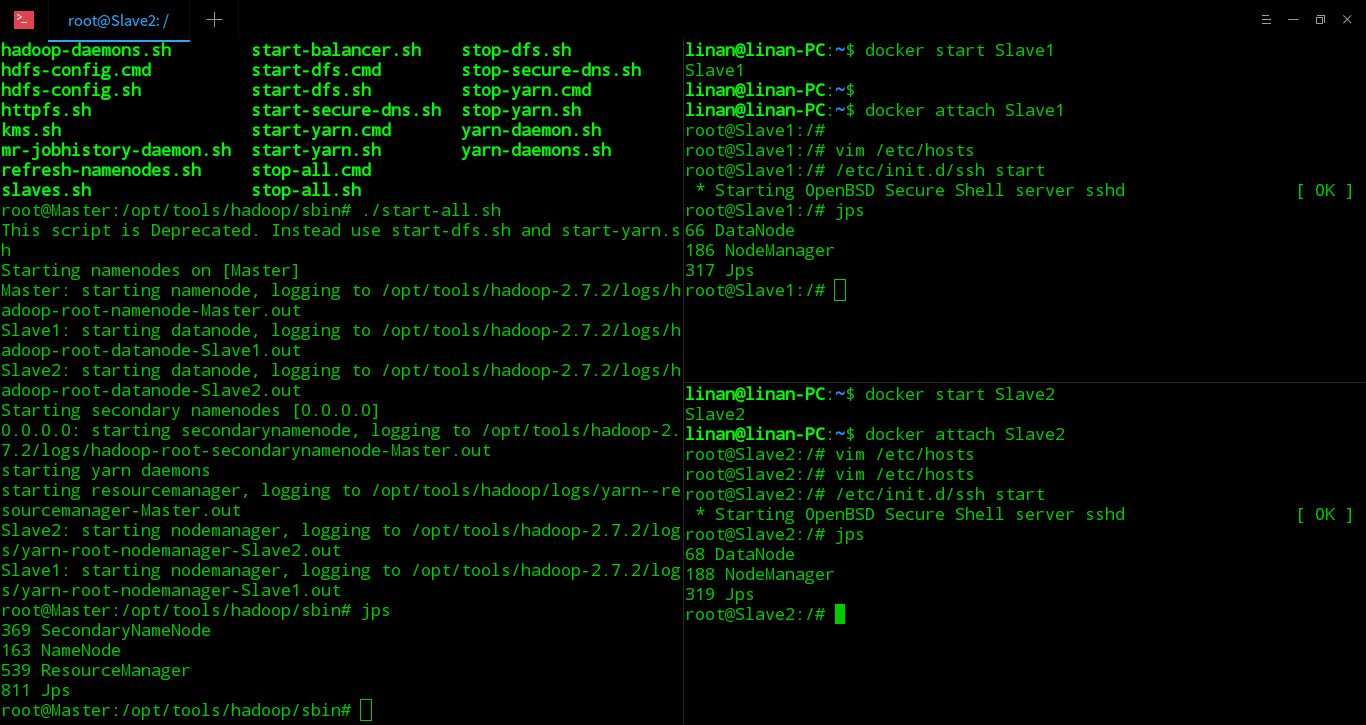 root@Slave2: /
hadoop-daemons.sh        start-balancer.sh    stop-dfs.sh
hdfs-config.cmd          start-dfs.cmd        stop-secure-dns.sh
hdfs-config.sh           start-dfs.sh         stop-yarn.cmd
httpfs.sh                start-secure-dns.sh  stop-yarn.sh
kms.sh                   start-yarn.cmd       yarn-daemon.sh
mr-jobhistory-daemon.sh  start-yarn.sh        yarn-daemons.sh
refresh-namenodes.sh     stop-all.cmd
slaves.sh                stop-all.sh
root@Master:/opt/tools/hadoop/sbin# ./start-all.sh
This script is Deprecated. Instead use start-dfs.sh and start-yarn.s
h
Starting namenodes on [Master]
Master: starting namenode, logging to /opt/tools/hadoop-2.7.2/logs/h
adoop-root-namenode-Master.out
Slave1: starting datanode, logging to /opt/tools/hadoop-2.7.2/logs/h
adoop-root-datanode-Slave1.out
Slave2: starting datanode, logging to /opt/tools/hadoop-2.7.2/logs/h
adoop-root-datanode-Slave2.out
Starting secondary namenodes [0.0.0.0]
0.0.0.0: starting secondarynamenode, logging to /opt/tools/hadoop-2.
7.2/logs/hadoop-root-secondarynamenode-Master.out
starting yarn daemons
starting resourcemanager, logging to /opt/tools/hadoop/logs/yarn--re
sourcemanager-Master.out
Slave2: starting nodemanager, logging to /opt/tools/hadoop-2.7.2/log
s/yarn-root-nodemanager-Slave2.out
Slave1: starting nodemanager, logging to /opt/tools/hadoop-2.7.2/log
s/yarn-root-nodemanager-Slave1.out
root@Master:/opt/tools/hadoop/sbin# jps
369 SecondaryNameNode
163 NameNode
539 ResourceManager
811 Jps
root@Master:/opt/tools/hadoop/sbin#
linan@linan-PC:~$ docker start Slave1
Slave1
linan@linan-PC:~$
linan@linan-PC:~$ docker attach Slave1
root@Slave1:/#
root@Slave1:/# vim /etc/hosts
root@Slave1:/# /etc/init.d/ssh start
 * Starting OpenBSD Secure Shell server sshd                 [ OK ]
root@Slave1:/# jps
66 DataNode
186 NodeManager
317 Jps
root@Slave1:/#
linan@linan-PC:~$ docker start Slave2
Slave2
linan@linan-PC:~$ docker attach Slave2
root@Slave2:/# vim /etc/hosts
root@Slave2:/# vim /etc/hosts
root@Slave2:/# /etc/init.d/ssh start
 * Starting OpenBSD Secure Shell server sshd                 [ OK ]
root@Slave2:/# jps
68 DataNode
188 NodeManager
319 Jps
root@Slave2:/#